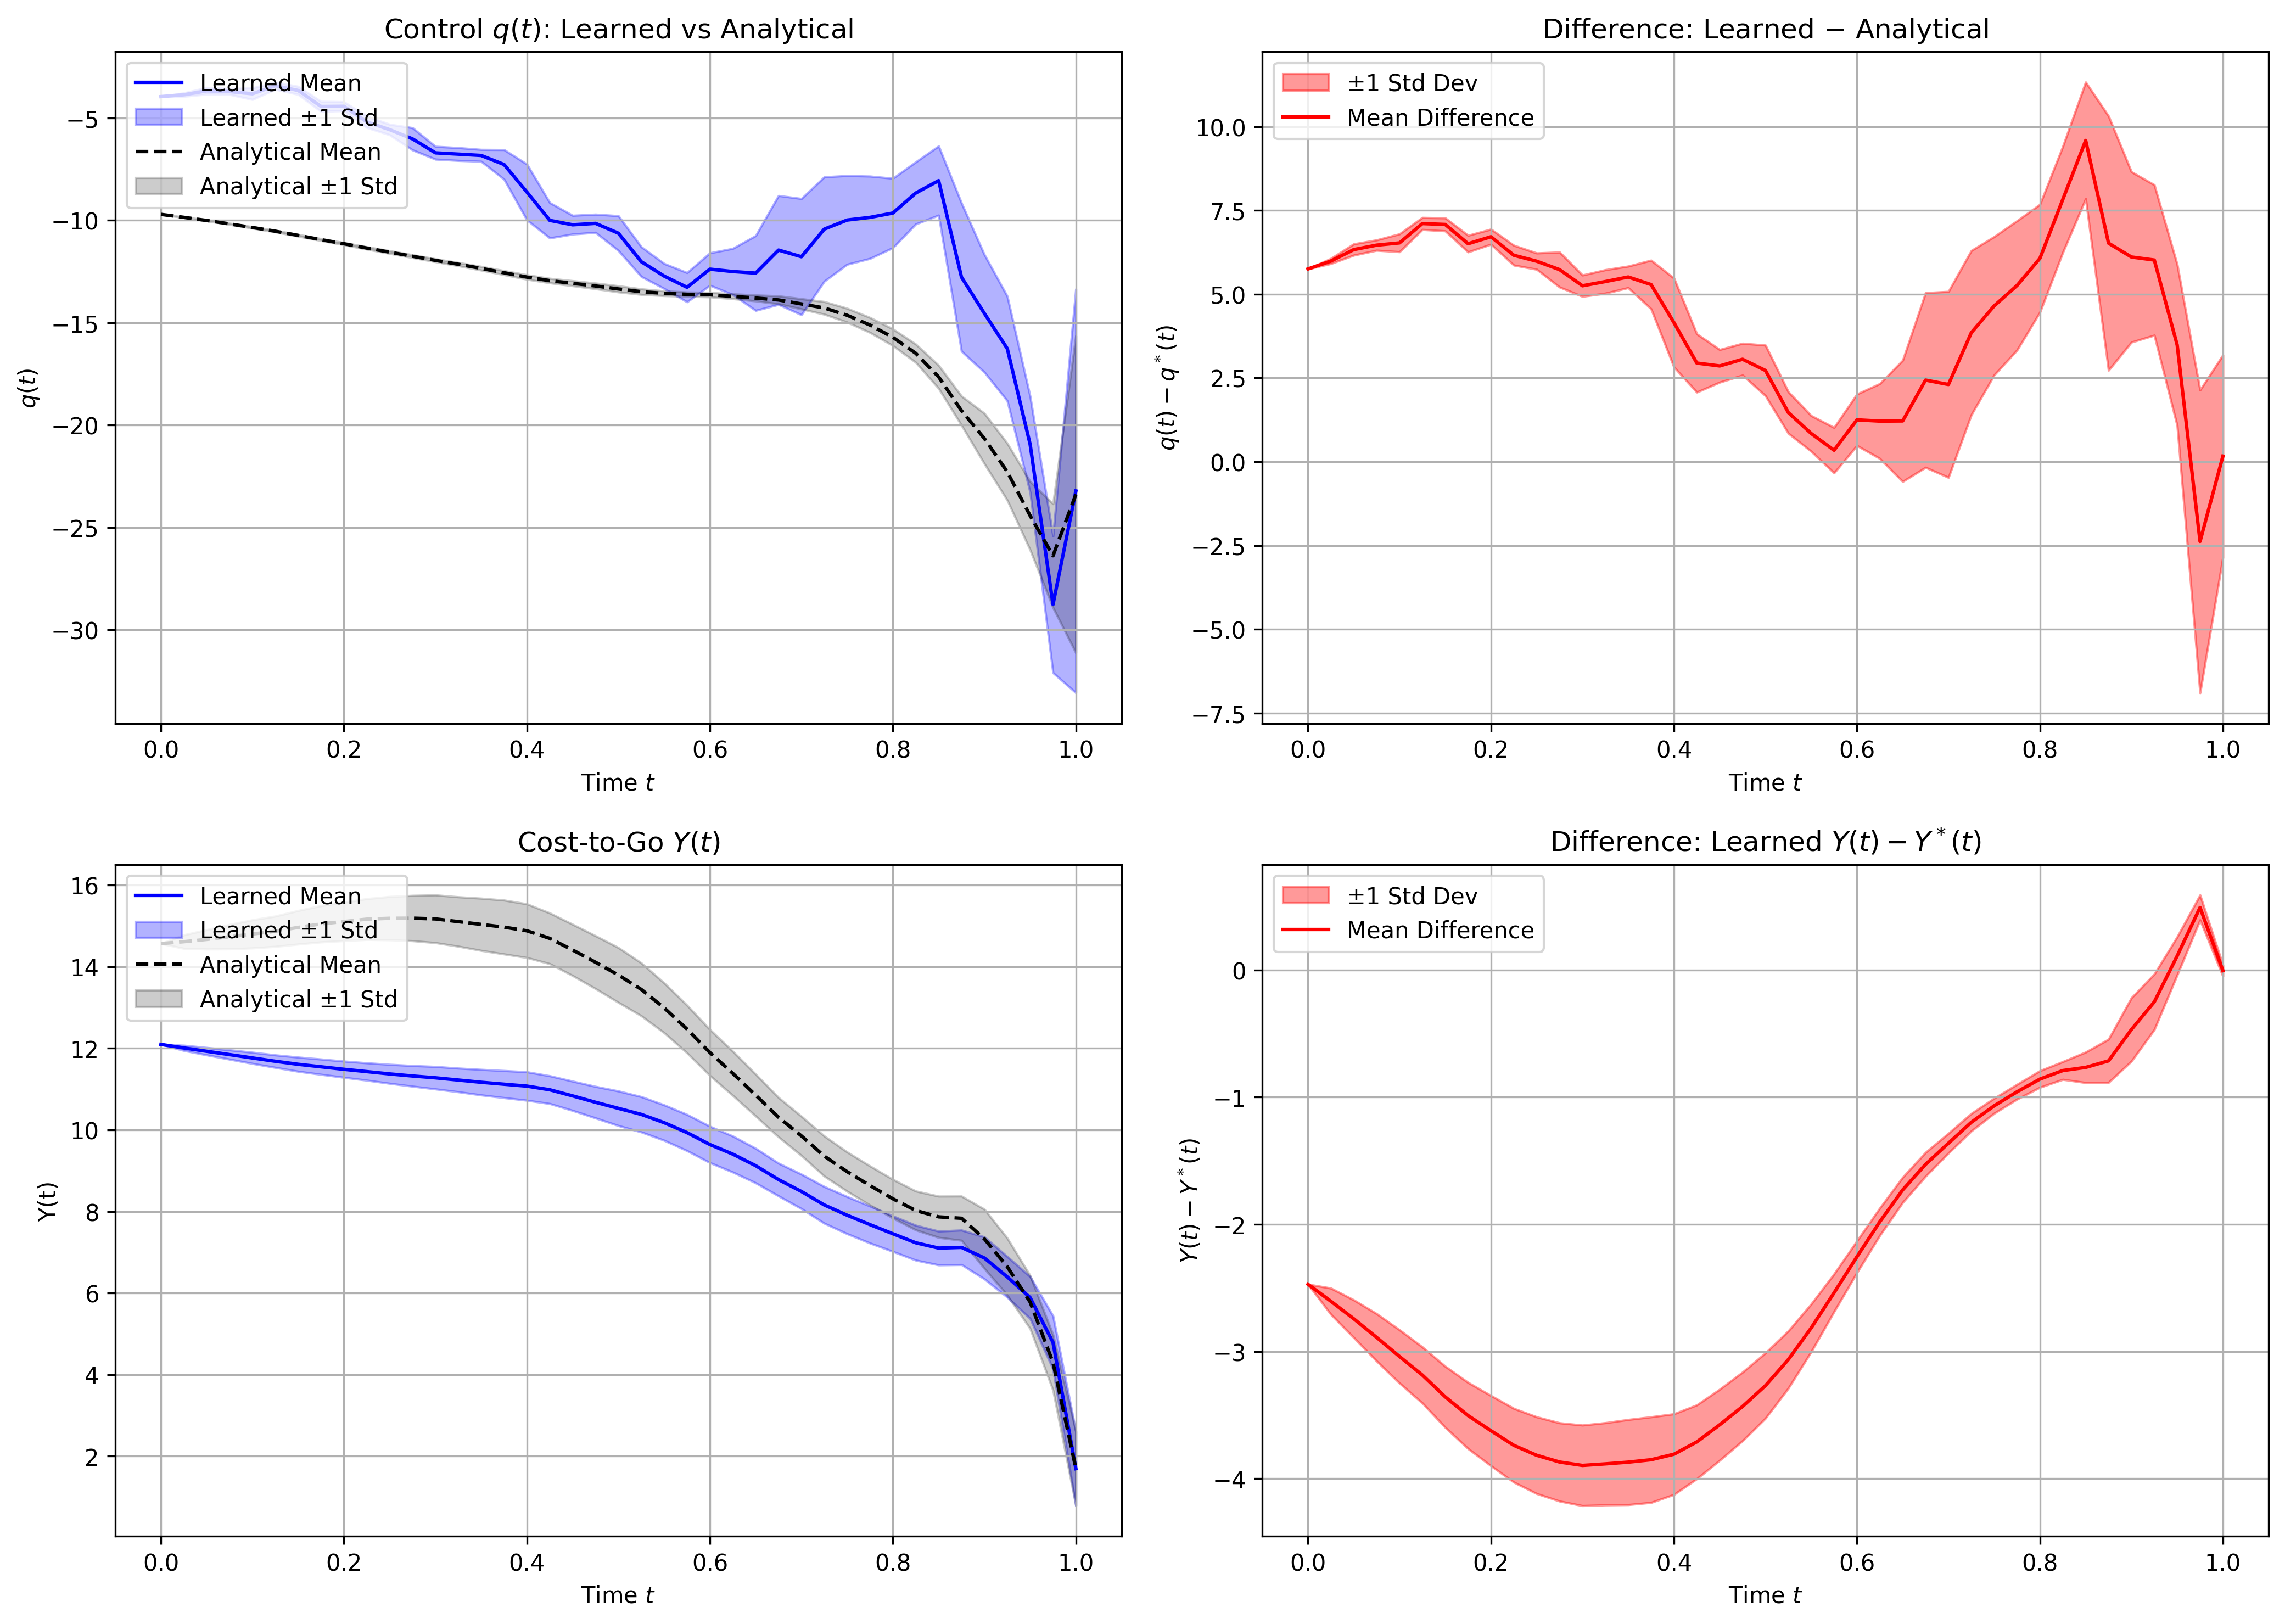 Control q(t): Learned vs Analytical
Learned Mean
Learned ±1 Std
Analytical Mean
Analytical ±1 Std
−5
−10
−15
−20
−25
−30
q(t)
0.0 0.2 0.4 0.6 0.8 1.0
Time t
Difference: Learned − Analytical
±1 Std Dev
Mean Difference
10.0
7.5
5.0
2.5
0.0
−2.5
−5.0
−7.5
q(t) − q*(t)
0.0 0.2 0.4 0.6 0.8 1.0
Time t
Cost-to-Go Y(t)
Learned Mean
Learned ±1 Std
Analytical Mean
Analytical ±1 Std
16
14
12
10
8
6
4
2
Y(t)
0.0 0.2 0.4 0.6 0.8 1.0
Time t
Difference: Learned Y(t) − Y*(t)
±1 Std Dev
Mean Difference
0
−1
−2
−3
−4
Y(t) − Y*(t)
0.0 0.2 0.4 0.6 0.8 1.0
Time t